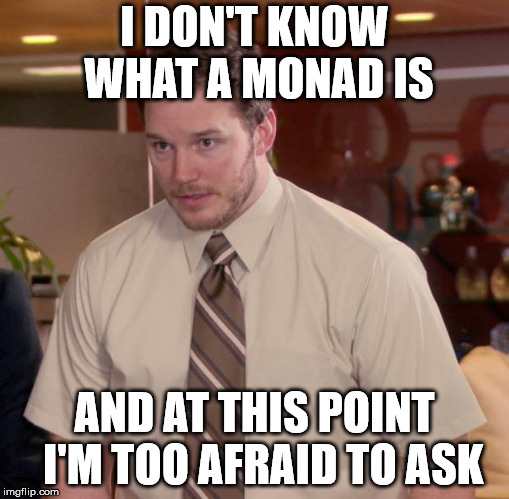 I DON'T KNOW
WHAT A MONAD IS
AND AT THIS POINT
I'M TOO AFRAID TO ASK
imgflip.com